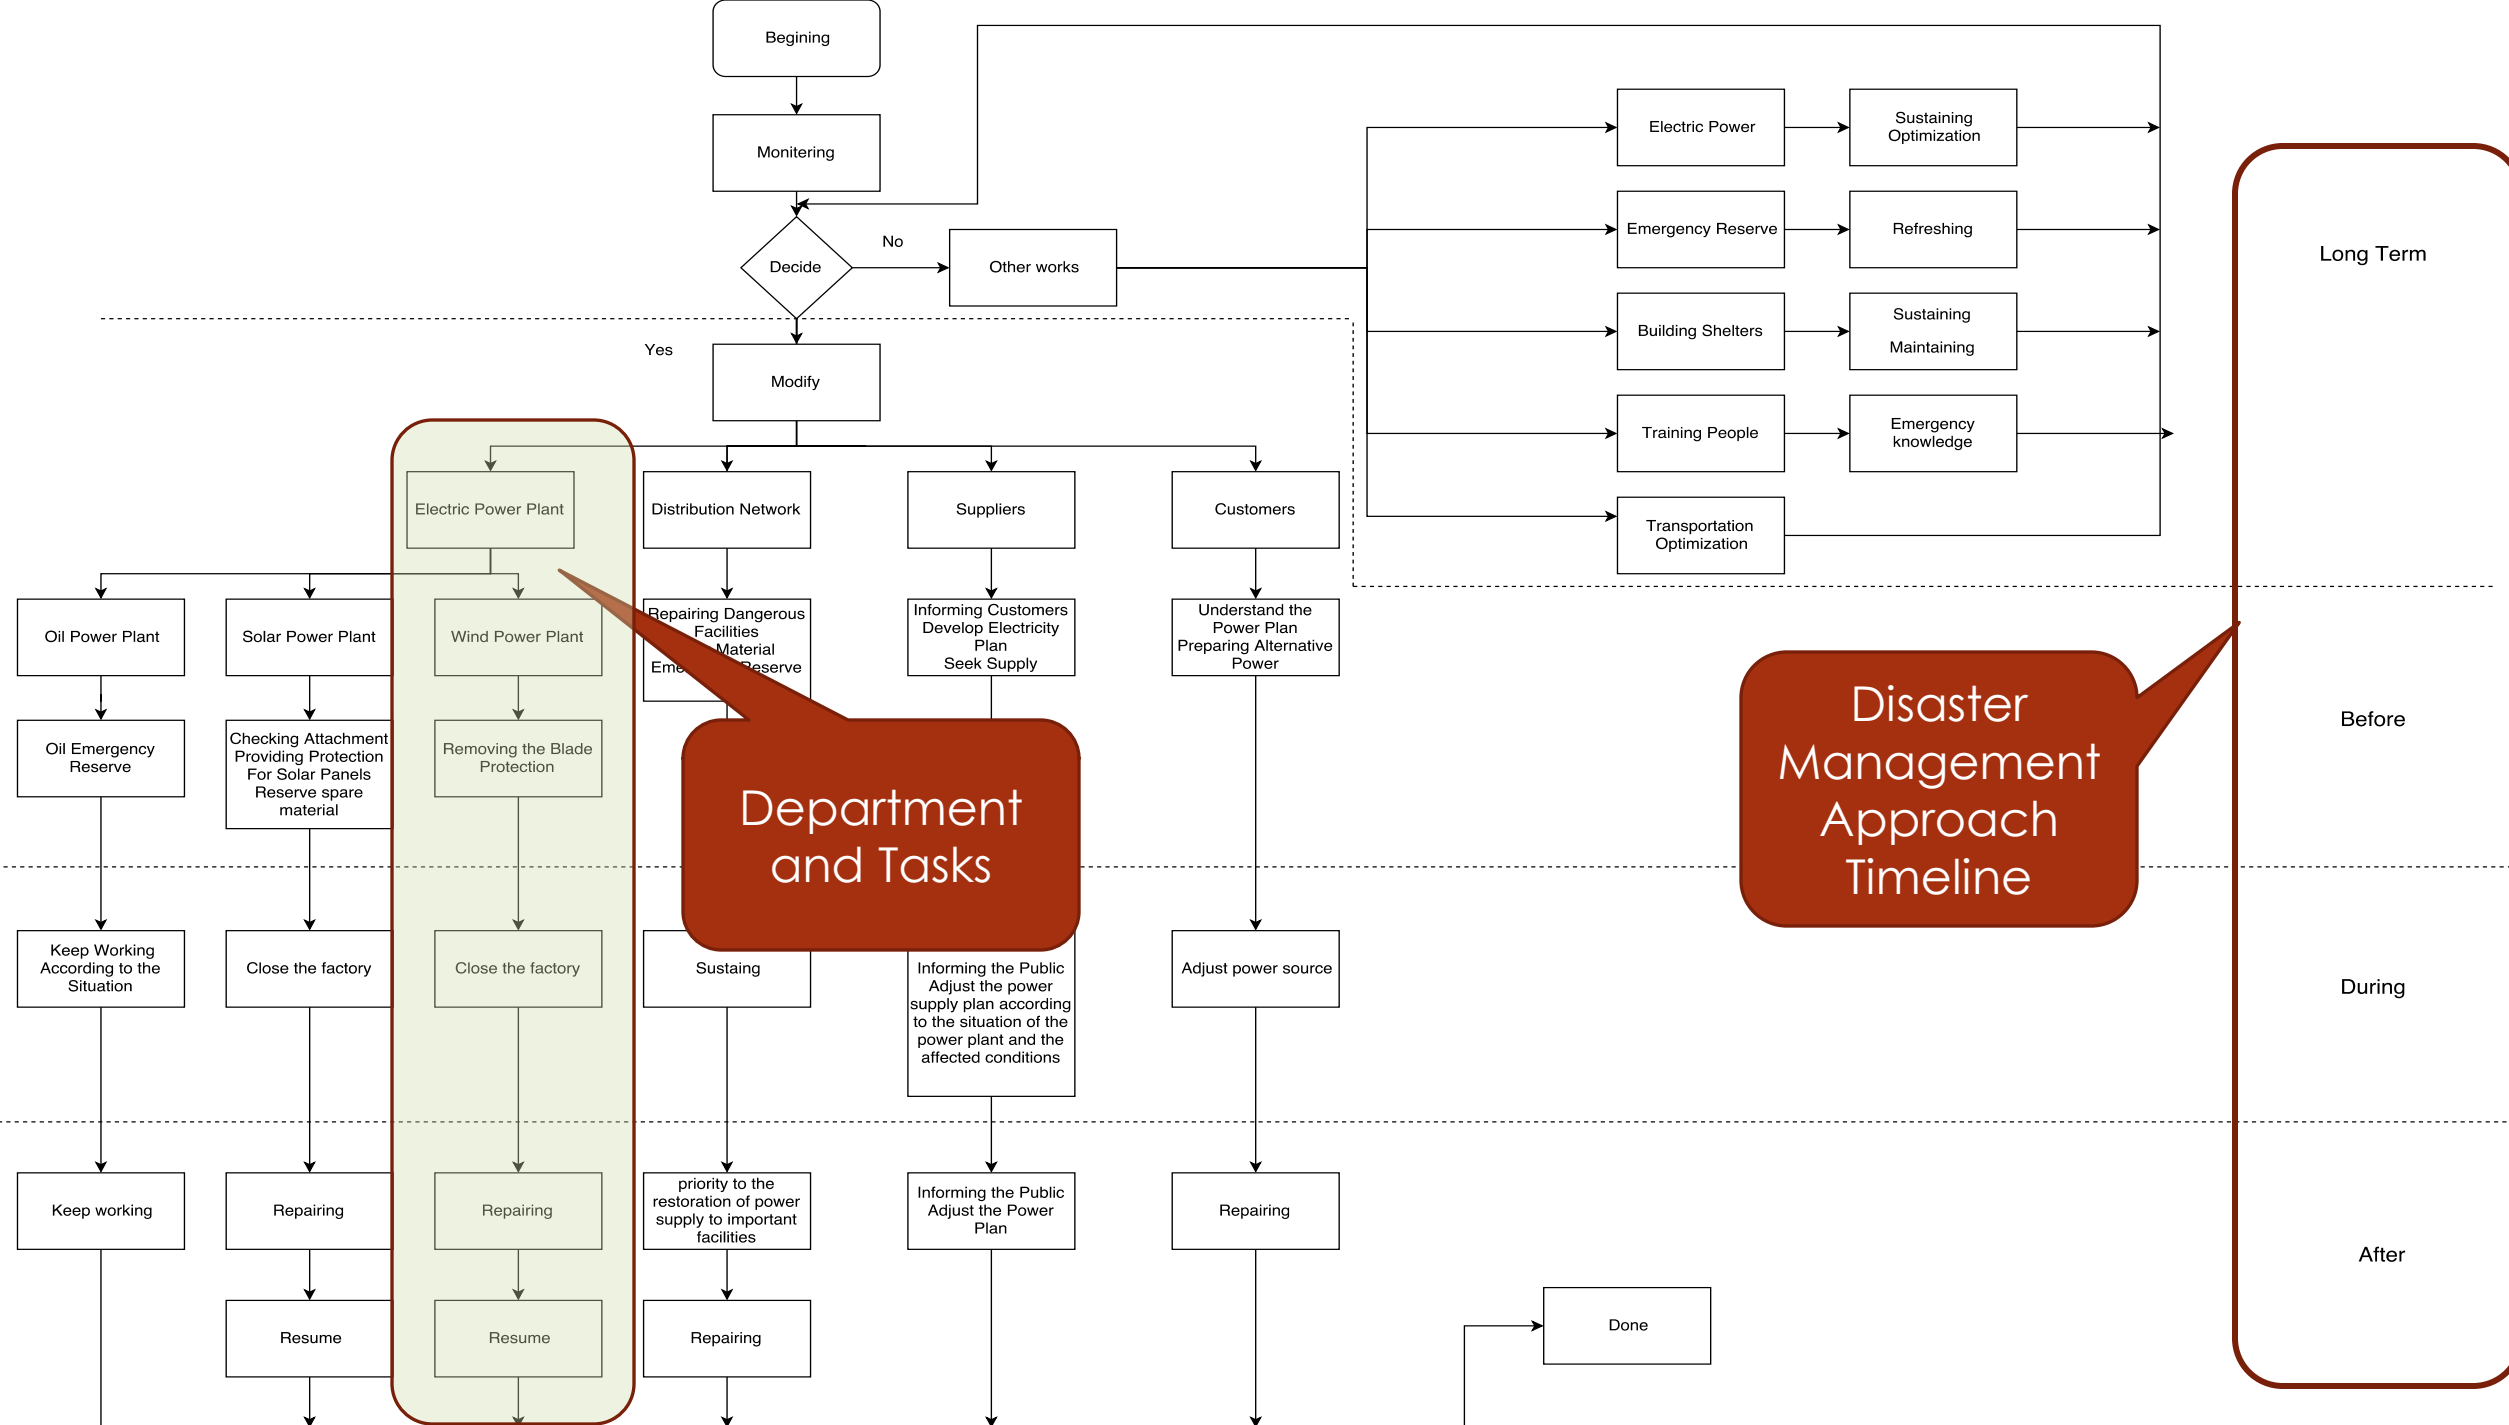 Begining
Monitering
Decide
No
Other works
Yes
Modify
Electric Power
Sustaining
Optimization
Emergency Reserve
Refreshing
Building Shelters
Sustaining
Maintaining
Training People
Emergency
knowledge
Transportation
Optimization
Long Term
Electric Power Plant
Distribution Network
Suppliers
Customers
Oil Power Plant
Solar Power Plant
Wind Power Plant
Repairing Dangerous
Facilities
Material
Reserve
Informing Customers
Develop Electricity
Plan
Seek Supply
Understand the
Power Plan
Preparing Alternative
Power
Oil Emergency
Reserve
Checking Attachment
Providing Protection
For Solar Panels
Reserve spare
material
Removing the Blade
Protection
Department
and Tasks
Disaster
Management
Approach
Timeline
Before
Keep Working
According to the
Situation
Close the factory
Close the factory
Sustaing
Informing the Public
Adjust the power
supply plan according
to the situation of the
power plant and the
affected conditions
Adjust power source
During
Keep working
Repairing
Repairing
priority to the
restoration of power
supply to important
facilities
Informing the Public
Adjust the Power
Plan
Repairing
After
Resume
Resume
Repairing
Done